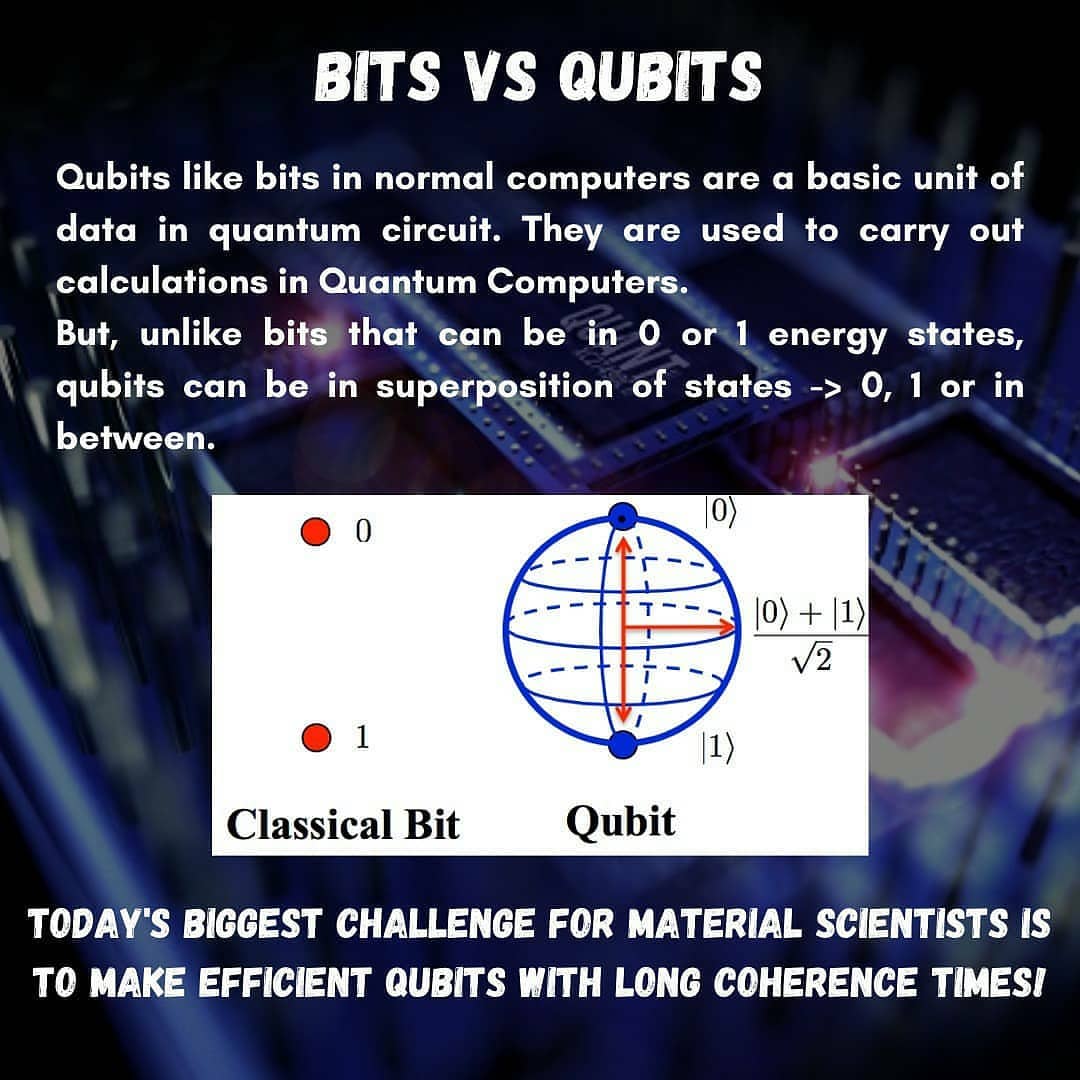 BITS VS QUBITS
Qubits like bits in normal computers are a basic unit of
data in quantum circuit. They are used to carry out
calculations in Quantum Computers.
But, unlike bits that can be in 0 or 1 energy states,
qubits can be in superposition of states -> 0, 1 or in
between.
0
|0⟩
|0⟩ + |1⟩
√2
1
|1⟩
Classical Bit
Qubit
TODAY'S BIGGEST CHALLENGE FOR MATERIAL SCIENTISTS IS
TO MAKE EFFICIENT QUBITS WITH LONG COHERENCE TIMES!